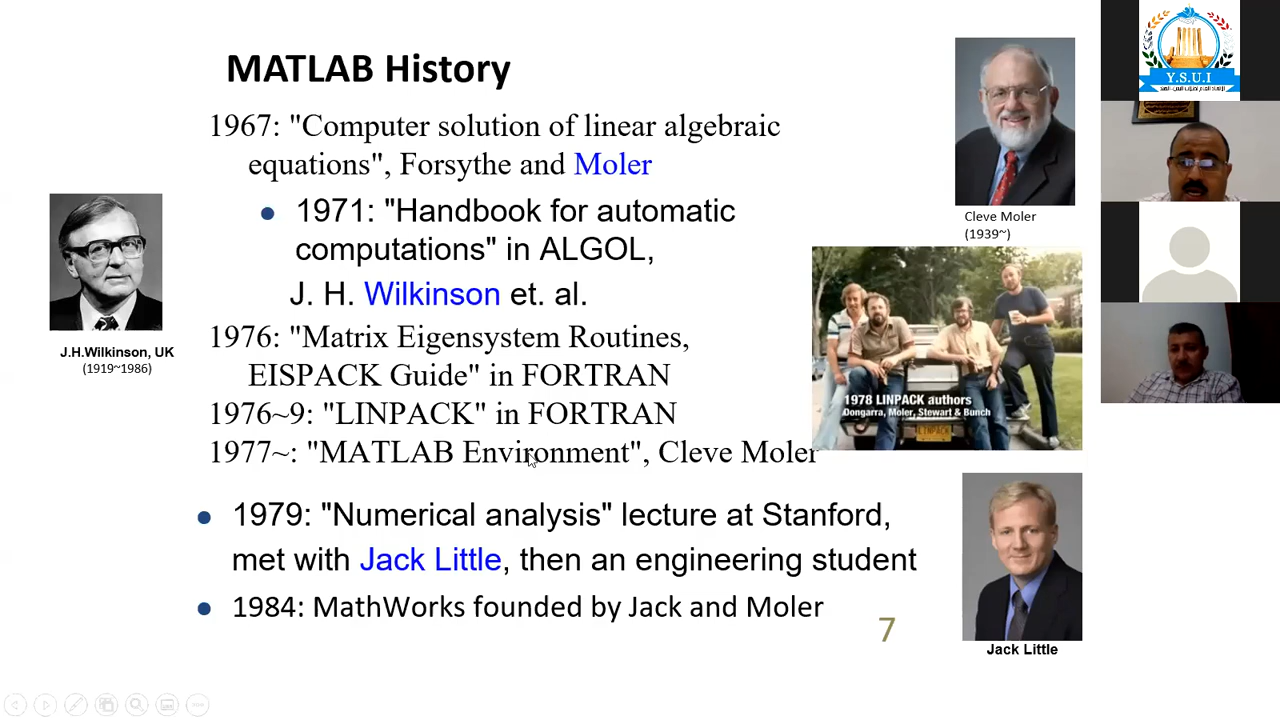 MATLAB History
1967: "Computer solution of linear algebraic
equations", Forsythe and Moler
• 1971: "Handbook for automatic
computations" in ALGOL,
J. H. Wilkinson et. al.
1976: "Matrix Eigensystem Routines,
EISPACK Guide" in FORTRAN
1976~9: "LINPACK" in FORTRAN
1977~: "MATLAB Environment", Cleve Moler
• 1979: "Numerical analysis" lecture at Stanford,
met with Jack Little, then an engineering student
• 1984: MathWorks founded by Jack and Moler
7
J.H.Wilkinson, UK
(1919~1986)
Cleve Moler
(1939~)
1978 LINPACK authors
Dongarra, Moler, Stewart & Bunch
LINPACK
Jack Little
Y.S.U.I